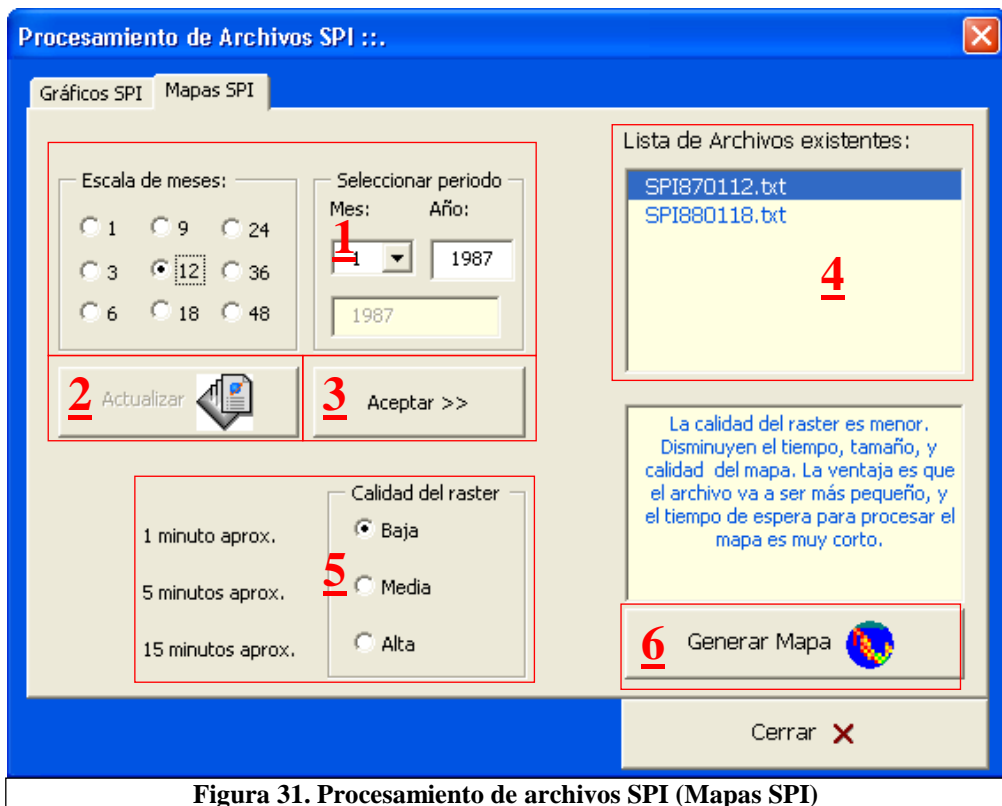 Procesamiento de Archivos SPI ::.
Gráficos SPI
Mapas SPI
Escala de meses:
1
9
24
3
12
36
6
18
48
Seleccionar periodo
Mes:
Año:
1
1
1987
1987
2
Actualizar
3
Aceptar >>
Lista de Archivos existentes:
SPI870112.txt
SPI880118.txt
4
La calidad del raster es menor.
Disminuyen el tiempo, tamaño, y
calidad del mapa. La ventaja es que
el archivo va a ser más pequeño, y
el tiempo de espera para procesar el
mapa es muy corto.
Calidad del raster
1 minuto aprox.
Baja
5
5 minutos aprox.
Media
15 minutos aprox.
Alta
6
Generar Mapa
Cerrar
Figura 31. Procesamiento de archivos SPI (Mapas SPI)